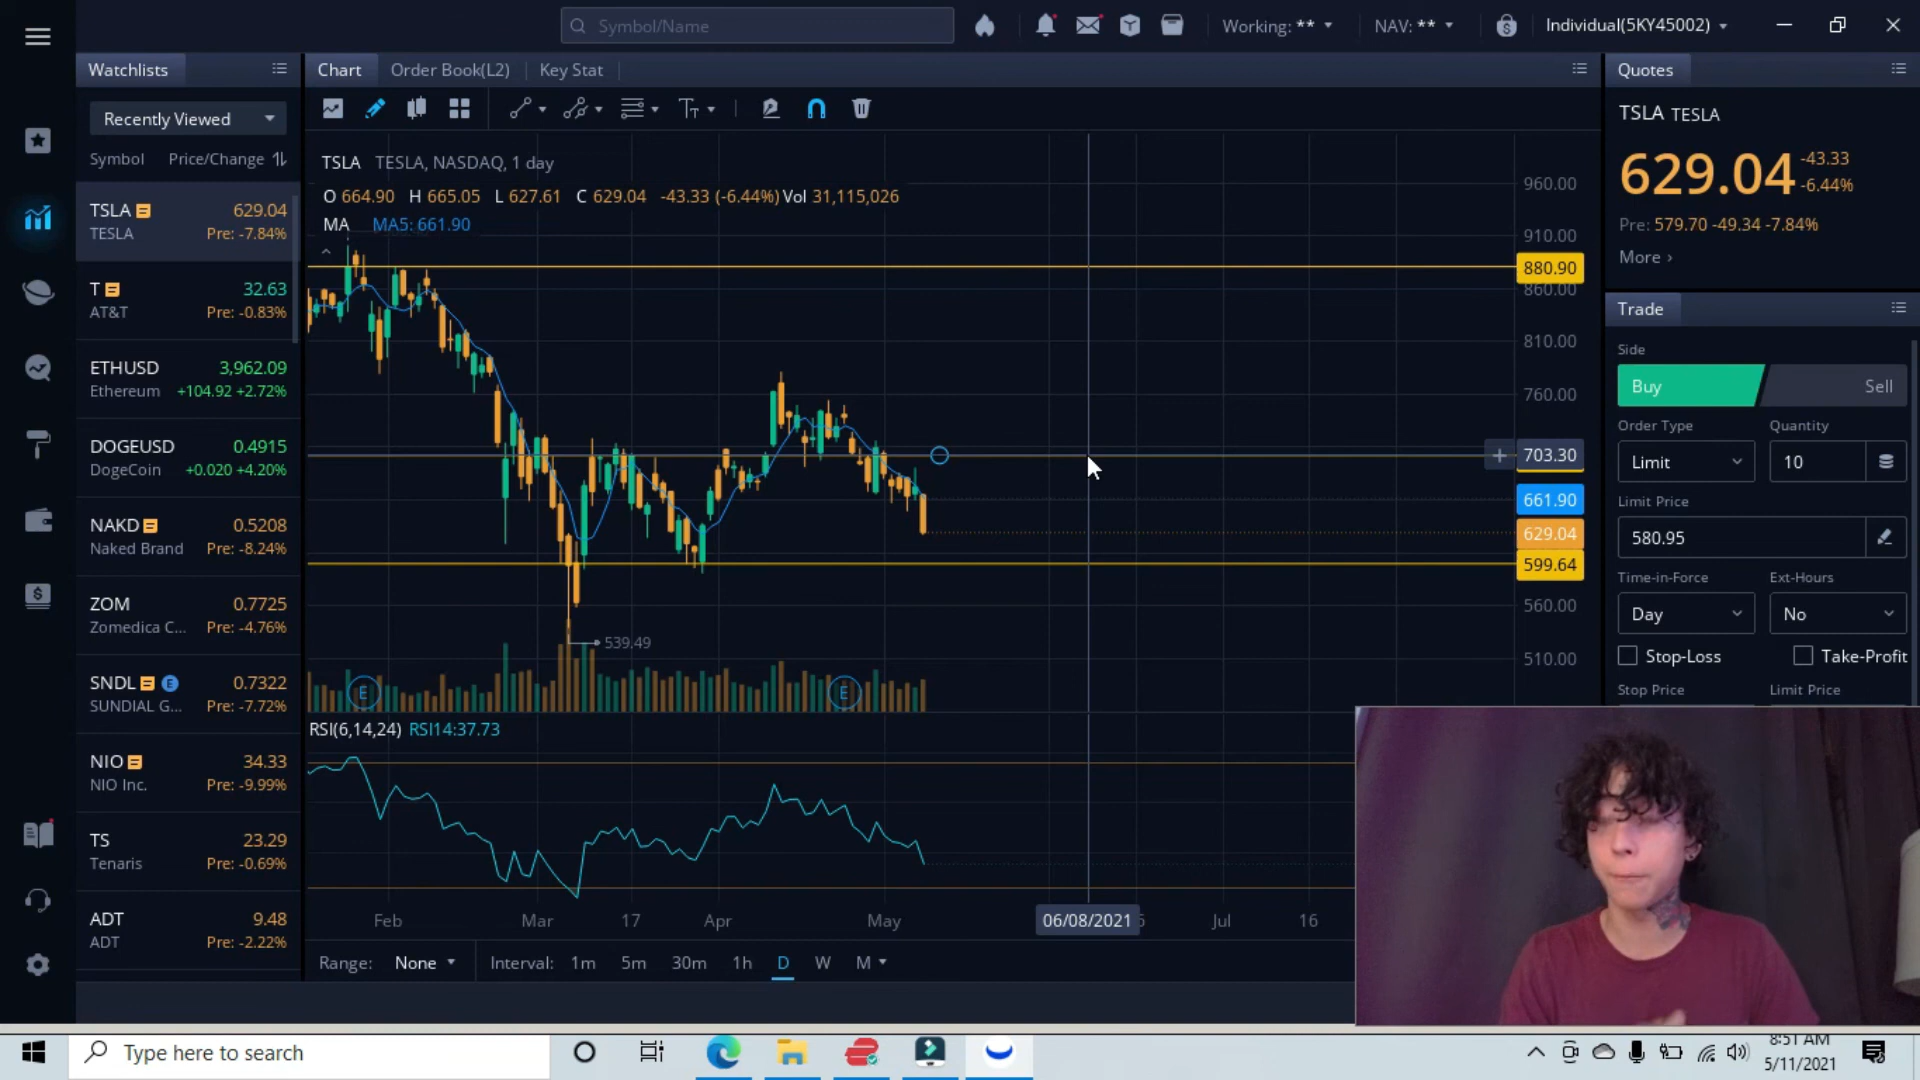 Symbol/Name
Working: **
NAV: **
Individual(5KY45002)
Watchlists
Recently Viewed
Symbol Price/Change
TSLA 629.04
TESLA Pre: -7.84%
T 32.63
AT&T Pre: -0.83%
ETHUSD 3,962.09
Ethereum +104.92 +2.72%
DOGEUSD 0.4915
DogeCoin +0.020 +4.20%
NAKD 0.5208
Naked Brand Pre: -8.24%
ZOM 0.7725
Zomedica C... Pre: -4.76%
SNDL E 0.7322
SUNDIAL G... Pre: -7.72%
NIO 34.33
NIO Inc. Pre: -9.99%
TS 23.29
Tenaris Pre: -0.69%
ADT 9.48
ADT Pre: -2.22%
Chart Order Book(L2) Key Stat
TSLA TESLA, NASDAQ, 1 day
O 664.90 H 665.05 L 627.61 C 629.04 -43.33 (-6.44%) Vol 31,115,026
MA MA5: 661.90
960.00
910.00
880.90
860.00
810.00
760.00
703.30
661.90
629.04
599.64
560.00
510.00
539.49
E E
RSI(6,14,24) RSI14:37.73
Feb Mar 17 Apr May 06/08/2021 Jul 16
Range: None Interval: 1m 5m 30m 1h D W M
Quotes
TSLA TESLA
629.04 -43.33
-6.44%
Pre: 579.70 -49.34 -7.84%
More
Trade
Side
Buy Sell
Order Type Quantity
Limit 10
Limit Price
580.95
Time-in-Force Ext-Hours
Day No
Stop-Loss Take-Profit
Stop Price Limit Price
Type here to search
8:51 AM
5/11/2021